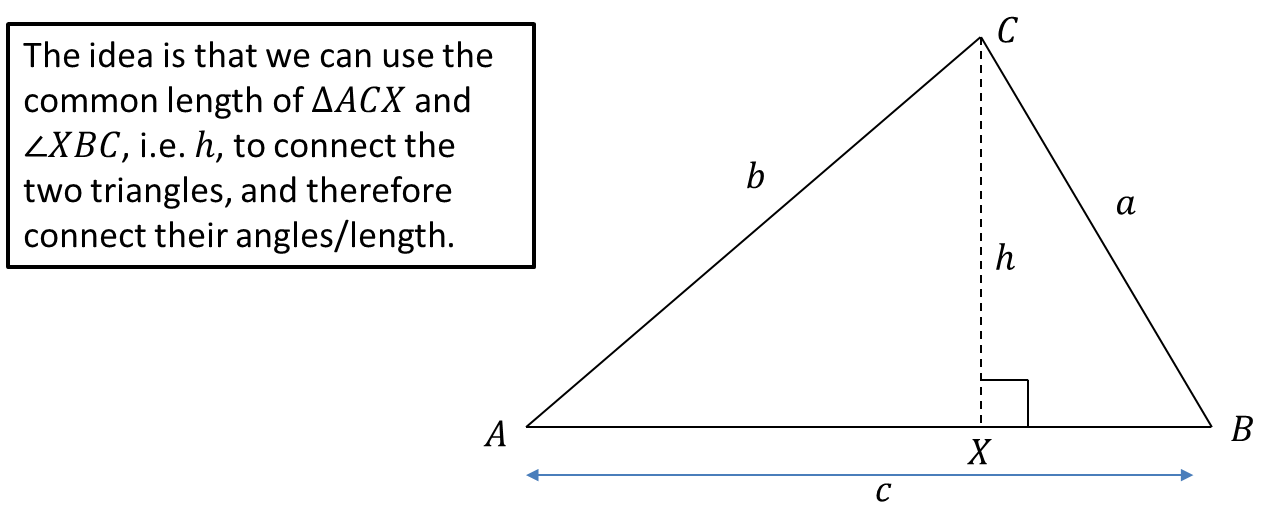 The idea is that we can use the
common length of Δ𝐴𝐶𝑋 and
∠𝑋𝐵𝐶, i.e. ℎ, to connect the
two triangles, and therefore
connect their angles/length.
𝐶
𝑏
𝑎
ℎ
𝐴
𝐵
𝑋
𝑐